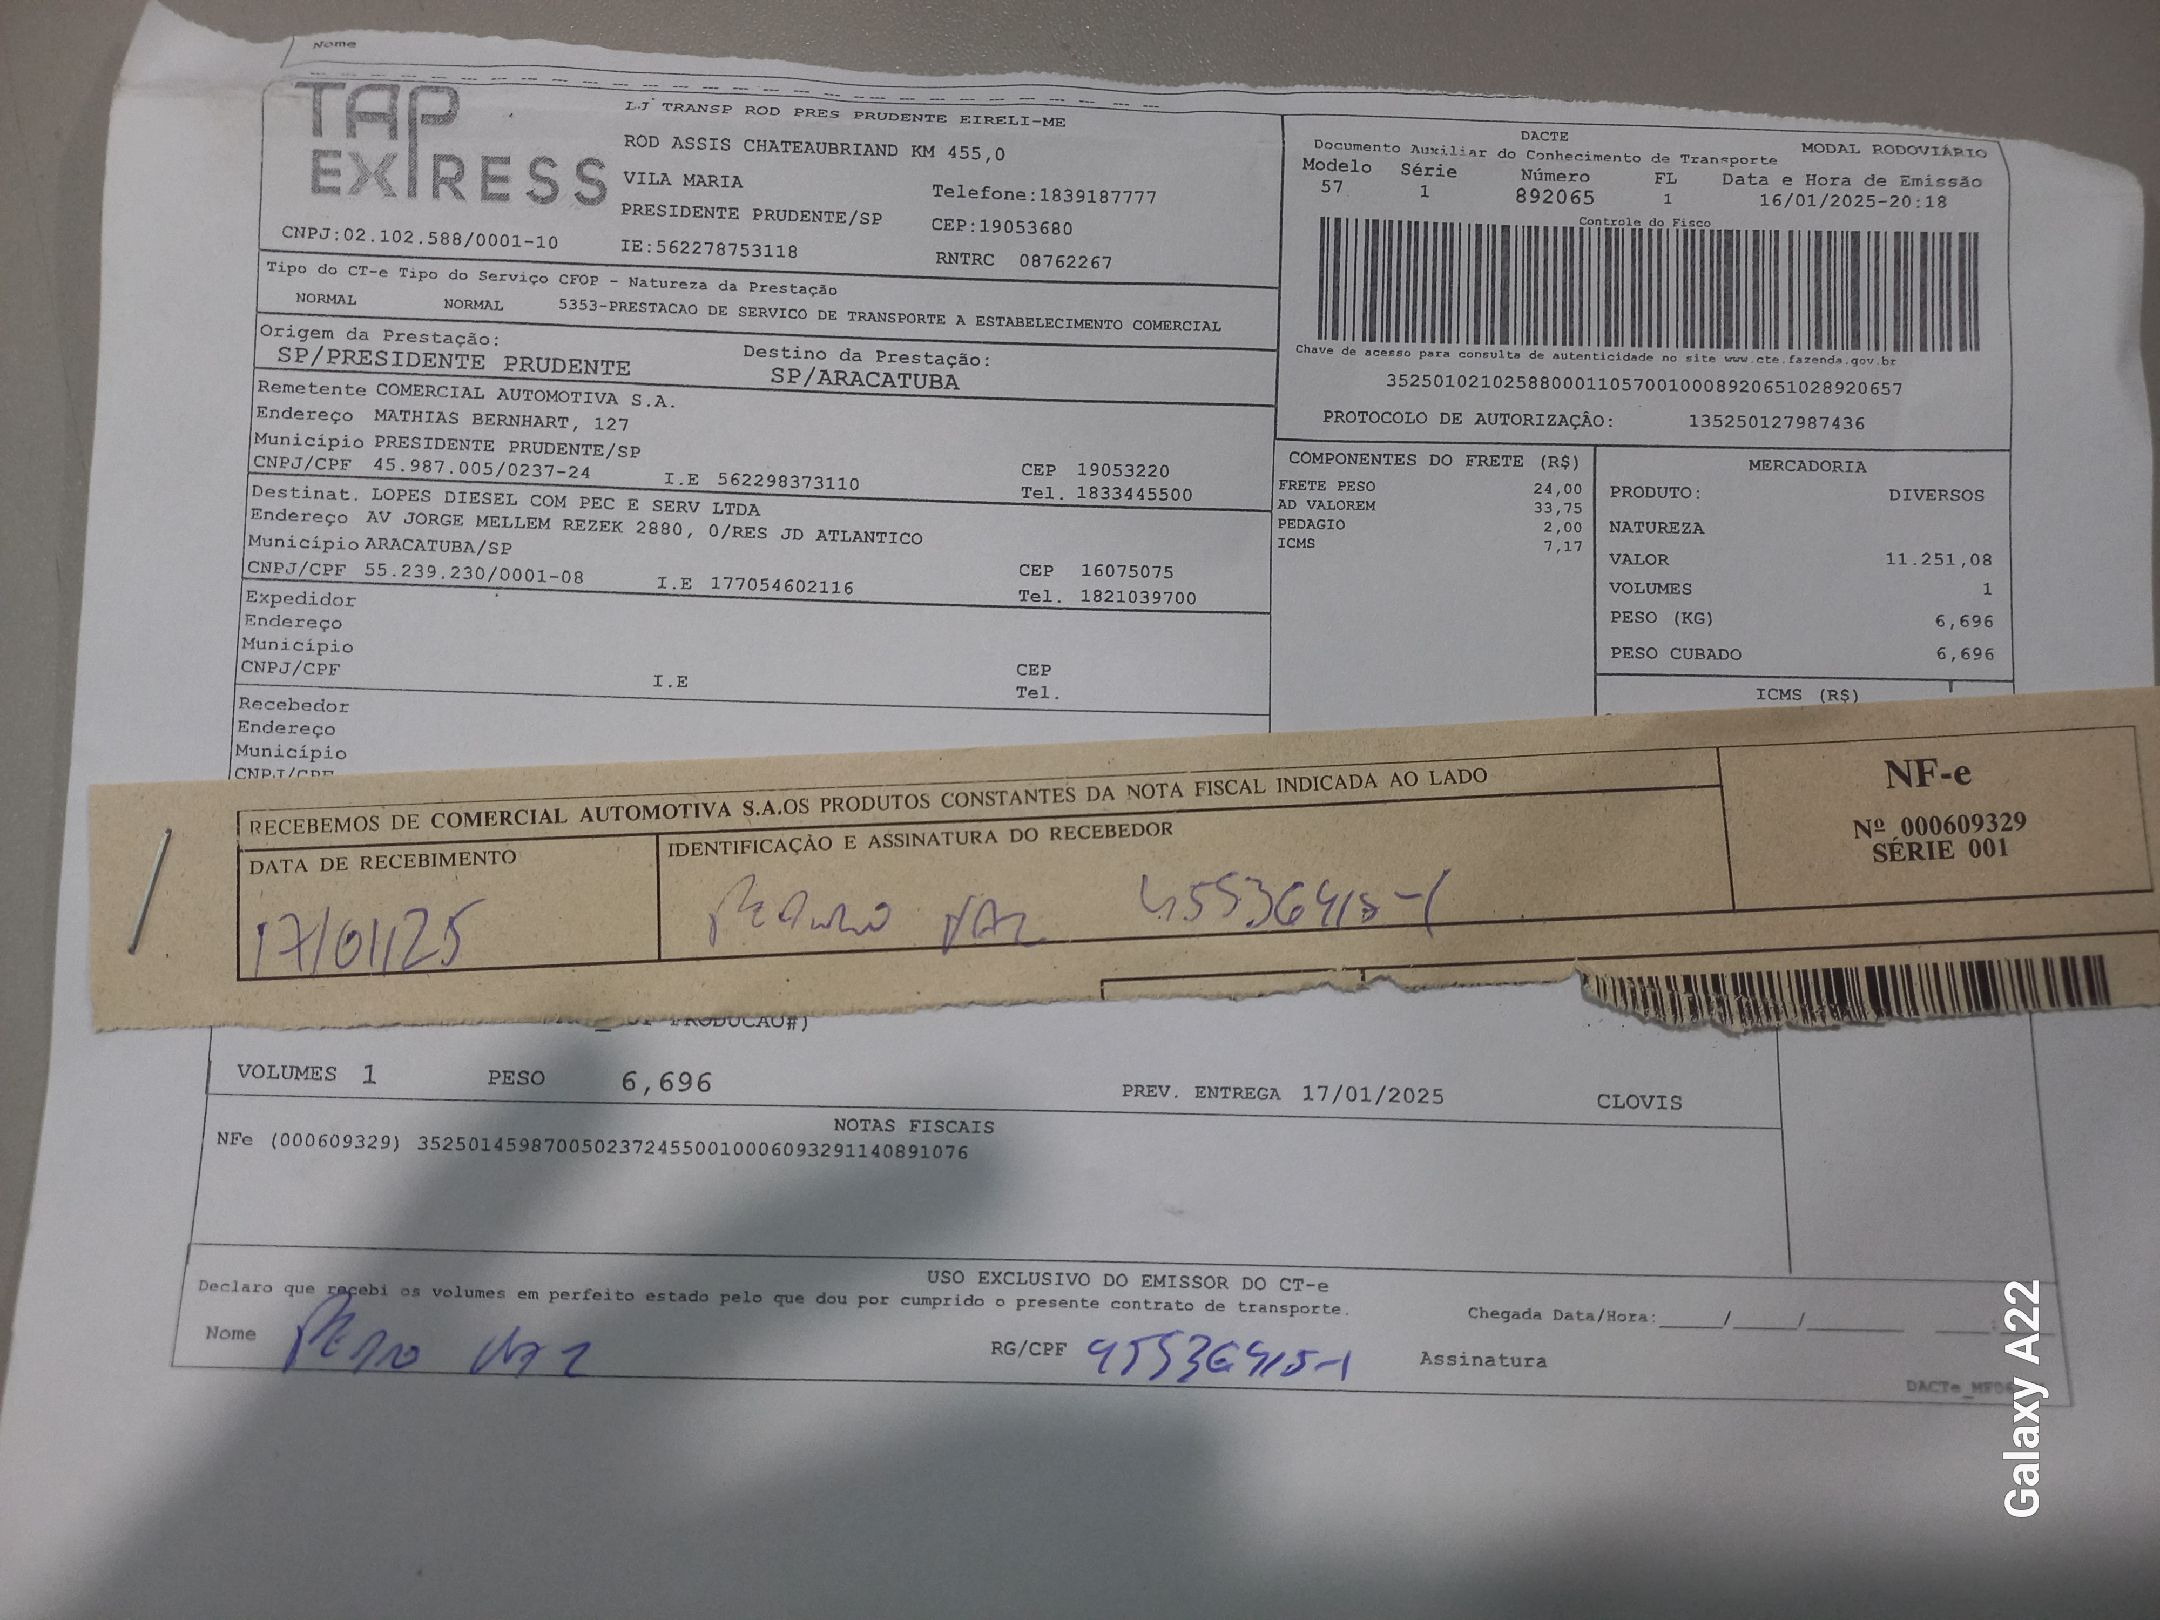 Nome
TAP EXPRESS
LJ TRANSP ROD PRES PRUDENTE EIRELI-ME
ROD ASSIS CHATEAUBRIAND KM 455,0
VILA MARIA Telefone:1839187777
PRESIDENTE PRUDENTE/SP CEP:19053680
CNPJ:02.102.588/0001-10 IE:562278753118 RNTRC 08762267
DACTE MODAL RODOVIÁRIO
Documento Auxiliar do Conhecimento de Transporte
Modelo Série Número FL Data e Hora de Emissão
57 1 892065 1 16/01/2025-20:18
Controle do Fisco
Chave de acesso para consulta de autenticidade no site www.cte.fazenda.gov.br
35250102102588000110570010008920651028920657
PROTOCOLO DE AUTORIZAÇÂO: 135250127987436
Tipo do CT-e Tipo do Serviço CFOP - Natureza da Prestação
NORMAL NORMAL 5353-PRESTACAO DE SERVICO DE TRANSPORTE A ESTABELECIMENTO COMERCIAL
Origem da Prestação: Destino da Prestação:
SP/PRESIDENTE PRUDENTE SP/ARACATUBA
Remetente COMERCIAL AUTOMOTIVA S.A.
Endereço MATHIAS BERNHART, 127
Município PRESIDENTE PRUDENTE/SP CEP 19053220
CNPJ/CPF 45.987.005/0237-24 I.E 562298373110 Tel. 1833445500
Destinat. LOPES DIESEL COM PEC E SERV LTDA
Endereço AV JORGE MELLEM REZEK 2880, 0/RES JD ATLANTICO
Município ARACATUBA/SP CEP 16075075
CNPJ/CPF 55.239.230/0001-08 I.E 177054602116 Tel. 1821039700
Expedidor
Endereço
Município CEP
CNPJ/CPF I.E Tel.
Recebedor
Endereço
Município
CNPJ/CPF
COMPONENTES DO FRETE (R$)
FRETE PESO 24,00
AD VALOREM 33,75
PEDAGIO 2,00
ICMS 7,17
MERCADORIA
PRODUTO: DIVERSOS
NATUREZA
VALOR 11.251,08
VOLUMES 1
PESO (KG) 6,696
PESO CUBADO 6,696
ICMS (R$)
RECEBEMOS DE COMERCIAL AUTOMOTIVA S.A.OS PRODUTOS CONSTANTES DA NOTA FISCAL INDICADA AO LADO
DATA DE RECEBIMENTO IDENTIFICAÇÃO E ASSINATURA DO RECEBEDOR
17/01/25
NF-e
Nº 000609329
SÉRIE 001
PRODUCAO#)
VOLUMES 1 PESO 6,696 PREV. ENTREGA 17/01/2025 CLOVIS
NOTAS FISCAIS
NFe (000609329) 35250145987005023724550010006093291140891076
USO EXCLUSIVO DO EMISSOR DO CT-e
Declaro que recebi os volumes em perfeito estado pelo que dou por cumprido o presente contrato de transporte. Chegada Data/Hora:
Nome RG/CPF Assinatura
Galaxy A22